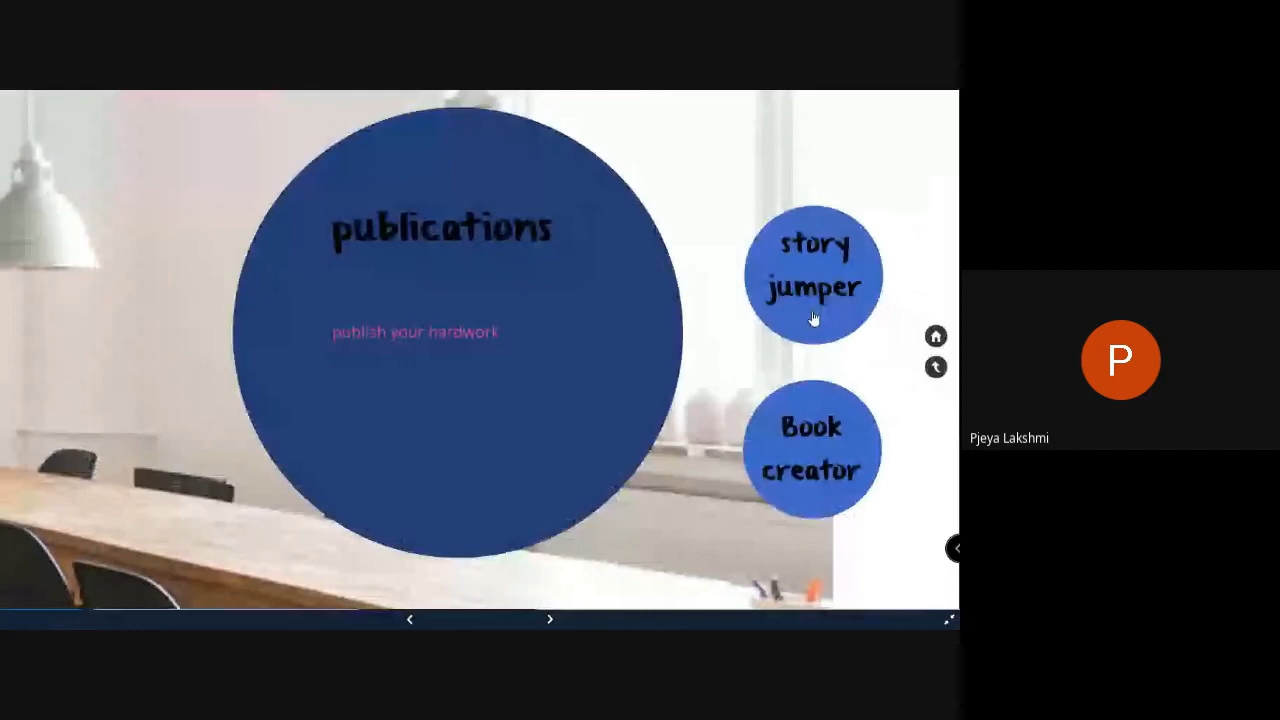 publications
publish your hardwork
story
jumper
Book
creator
P
Pjeya Lakshmi